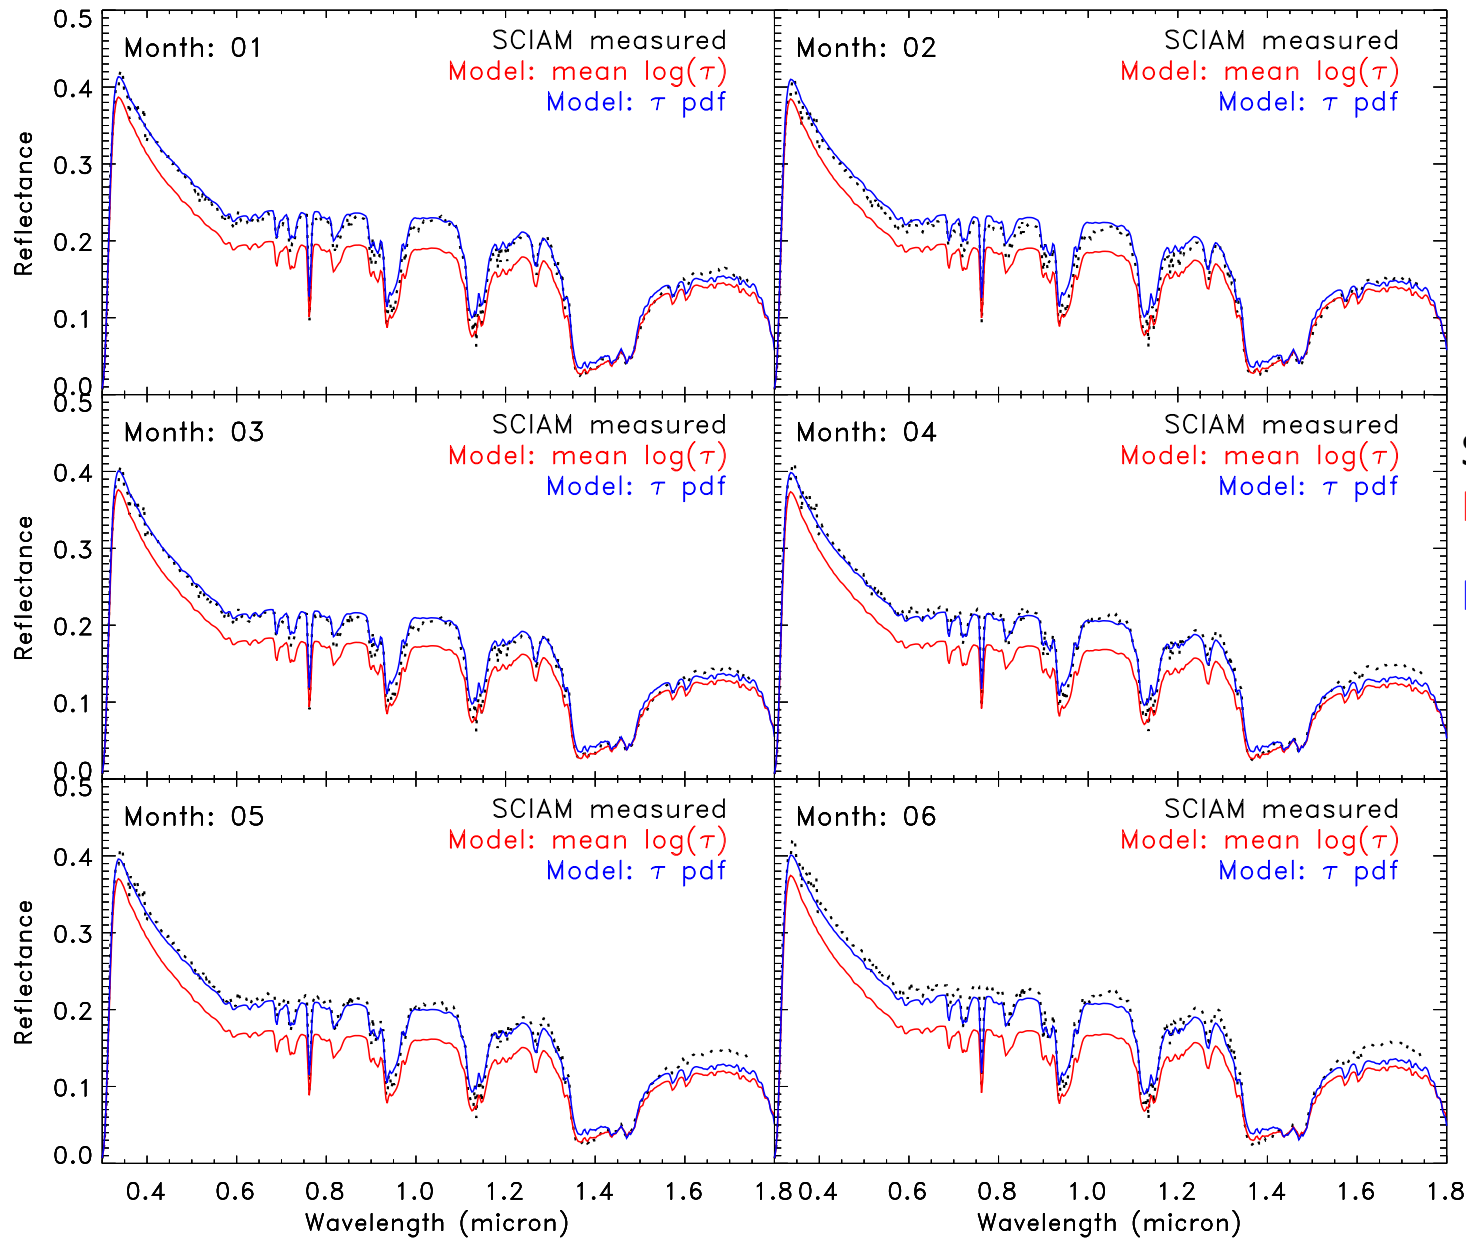 0.5
Month: 01
SCIAM measured
Model: mean log(τ)
Model: τ pdf
0.4
0.3
0.2
0.1
0.0
Reflectance
Month: 02
SCIAM measured
Model: mean log(τ)
Model: τ pdf
0.5
Month: 03
SCIAM measured
Model: mean log(τ)
Model: τ pdf
0.4
0.3
0.2
0.1
0.0
Reflectance
Month: 04
SCIAM measured
Model: mean log(τ)
Model: τ pdf
0.5
Month: 05
SCIAM measured
Model: mean log(τ)
Model: τ pdf
0.4
0.3
0.2
0.1
0.0
Reflectance
Month: 06
SCIAM measured
Model: mean log(τ)
Model: τ pdf
0.4 0.6 0.8 1.0 1.2 1.4 1.6 1.8
Wavelength (micron)
0.4 0.6 0.8 1.0 1.2 1.4 1.6 1.8
Wavelength (micron)